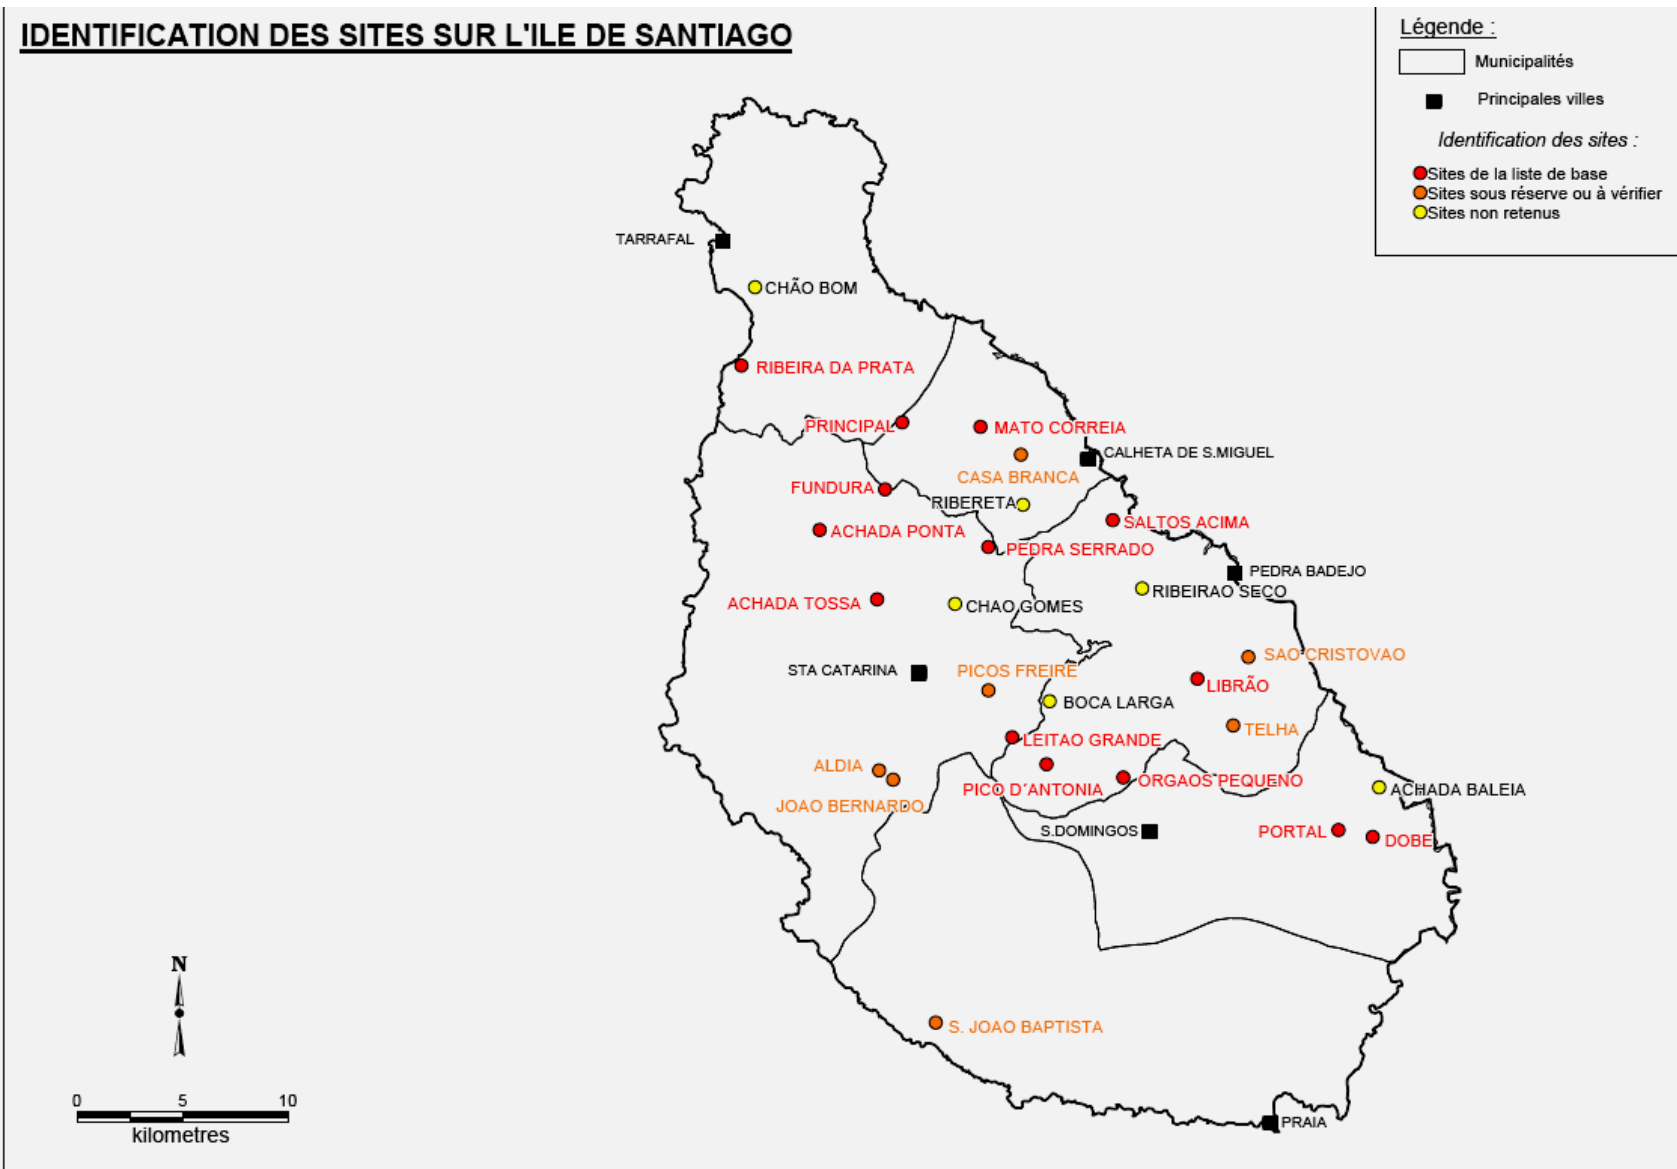 IDENTIFICATION DES SITES SUR L'ILE DE SANTIAGO
Légende :
Municipalités
Principales villes
Identification des sites :
Sites de la liste de base
Sites sous réserve ou à vérifier
Sites non retenus
TARRAFAL
CHÃO BOM
RIBEIRA DA PRATA
PRINCIPAL
MATO CORREIA
CALHETA DE S.MIGUEL
CASA BRANCA
FUNDURA
RIBERETA
SALTOS ACIMA
ACHADA PONTA
PEDRA SERRADO
PEDRA BADEJO
RIBEIRAO SECO
ACHADA TOSSA
CHAO GOMES
SAO CRISTOVAO
STA CATARINA
PICOS FREIRE
LIBRÃO
BOCA LARGA
TELHA
LEITAO GRANDE
ALDIA
PICO D´ANTONIA
ORGAOS PEQUENO
ACHADA BALEIA
JOAO BERNARDO
S.DOMINGOS
PORTAL
DOBE
N
S. JOAO BAPTISTA
0 5 10
kilometres
PRAIA